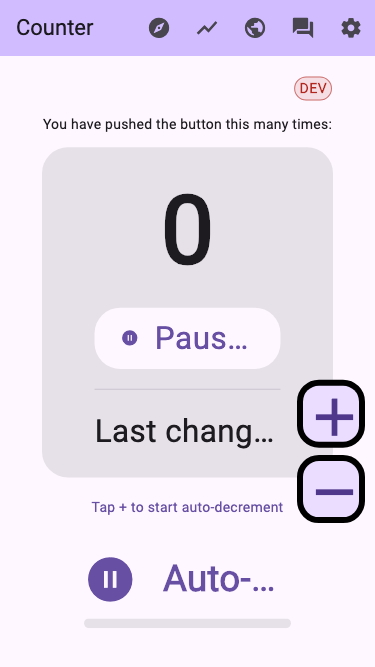 Counter
DEV
You have pushed the button this many times:
0
Paus...
Last chang...
+
−
Tap + to start auto-decrement
Auto-...